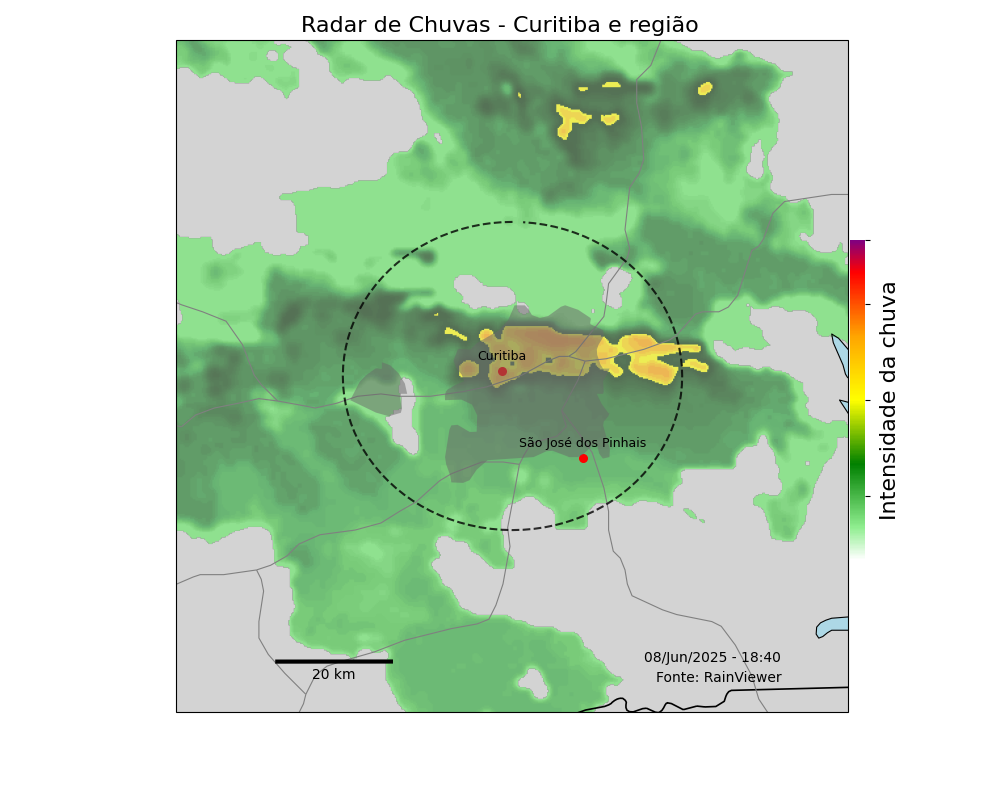 Radar de Chuvas - Curitiba e região
Intensidade da chuva
Curitiba
São José dos Pinhais
20 km
08/Jun/2025 - 18:40
Fonte: RainViewer